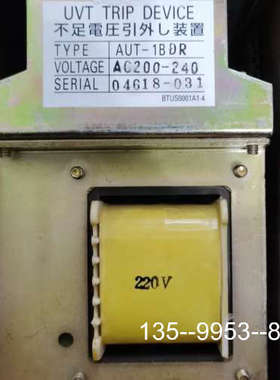 UVT TRIP DEVICE
不足電圧引外し装置
TYPE AUT-1BDR
VOLTAGE AC200-240
SERIAL 04618-031
BTUS0001A1-4
220V
135--9953--8